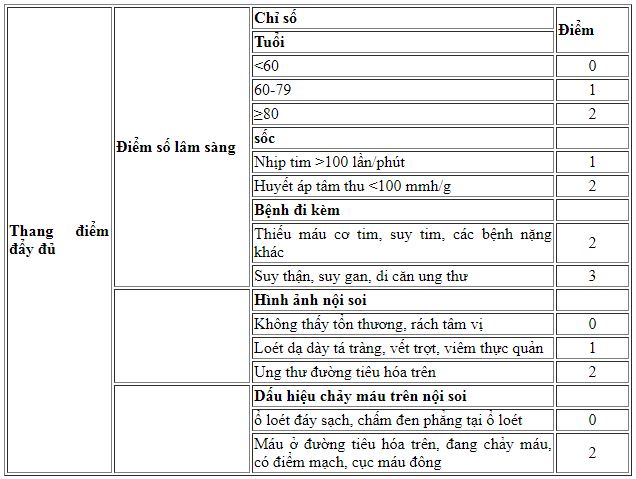 Thang điểm
đẩy đủ
Điểm số lâm sàng
Chỉ số
Điểm
Tuổi
<60 0
60-79 1
≥80 2
sốc
Nhịp tim >100 lần/phút 1
Huyết áp tâm thu <100 mmh/g 2
Bệnh đi kèm
Thiếu máu cơ tim, suy tim, các bệnh nặng
khác 2
Suy thận, suy gan, di căn ung thư 3
Hình ảnh nội soi
Không thấy tổn thương, rách tâm vị 0
Loét dạ dày tá tràng, vết trợt, viêm thực quản 1
Ung thư đường tiêu hóa trên 2
Dấu hiệu chảy máu trên nội soi
ổ loét đáy sạch, chấm đen phẳng tại ổ loét 0
Máu ở đường tiêu hóa trên, đang chảy máu,
có điểm mạch, cục máu đông 2